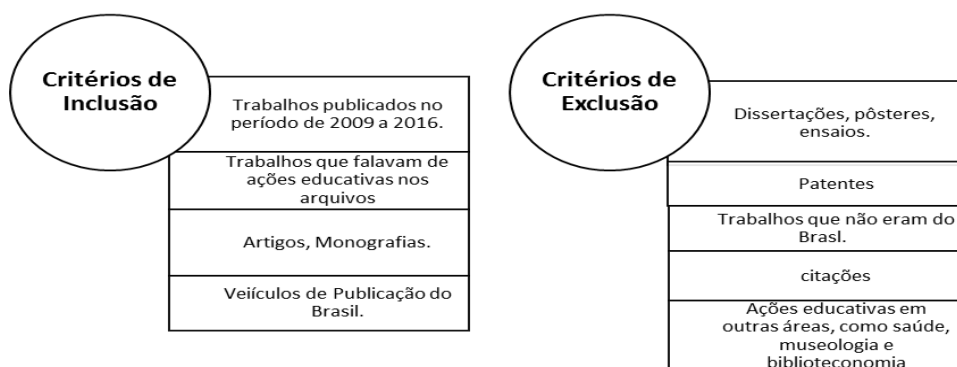 Critérios de
Inclusão
Trabalhos publicados no
período de 2009 a 2016.
Trabalhos que falavam de
ações educativas nos
arquivos
Artigos, Monografias.
Veiículos de Publicação do
Brasil.
Critérios de
Exclusão
Dissertações, pôsteres,
ensaios.
Patentes
Trabalhos que não eram do
Brasl.
citações
Ações educativas em
outras áreas, como saúde,
museologia e
biblioteconomia